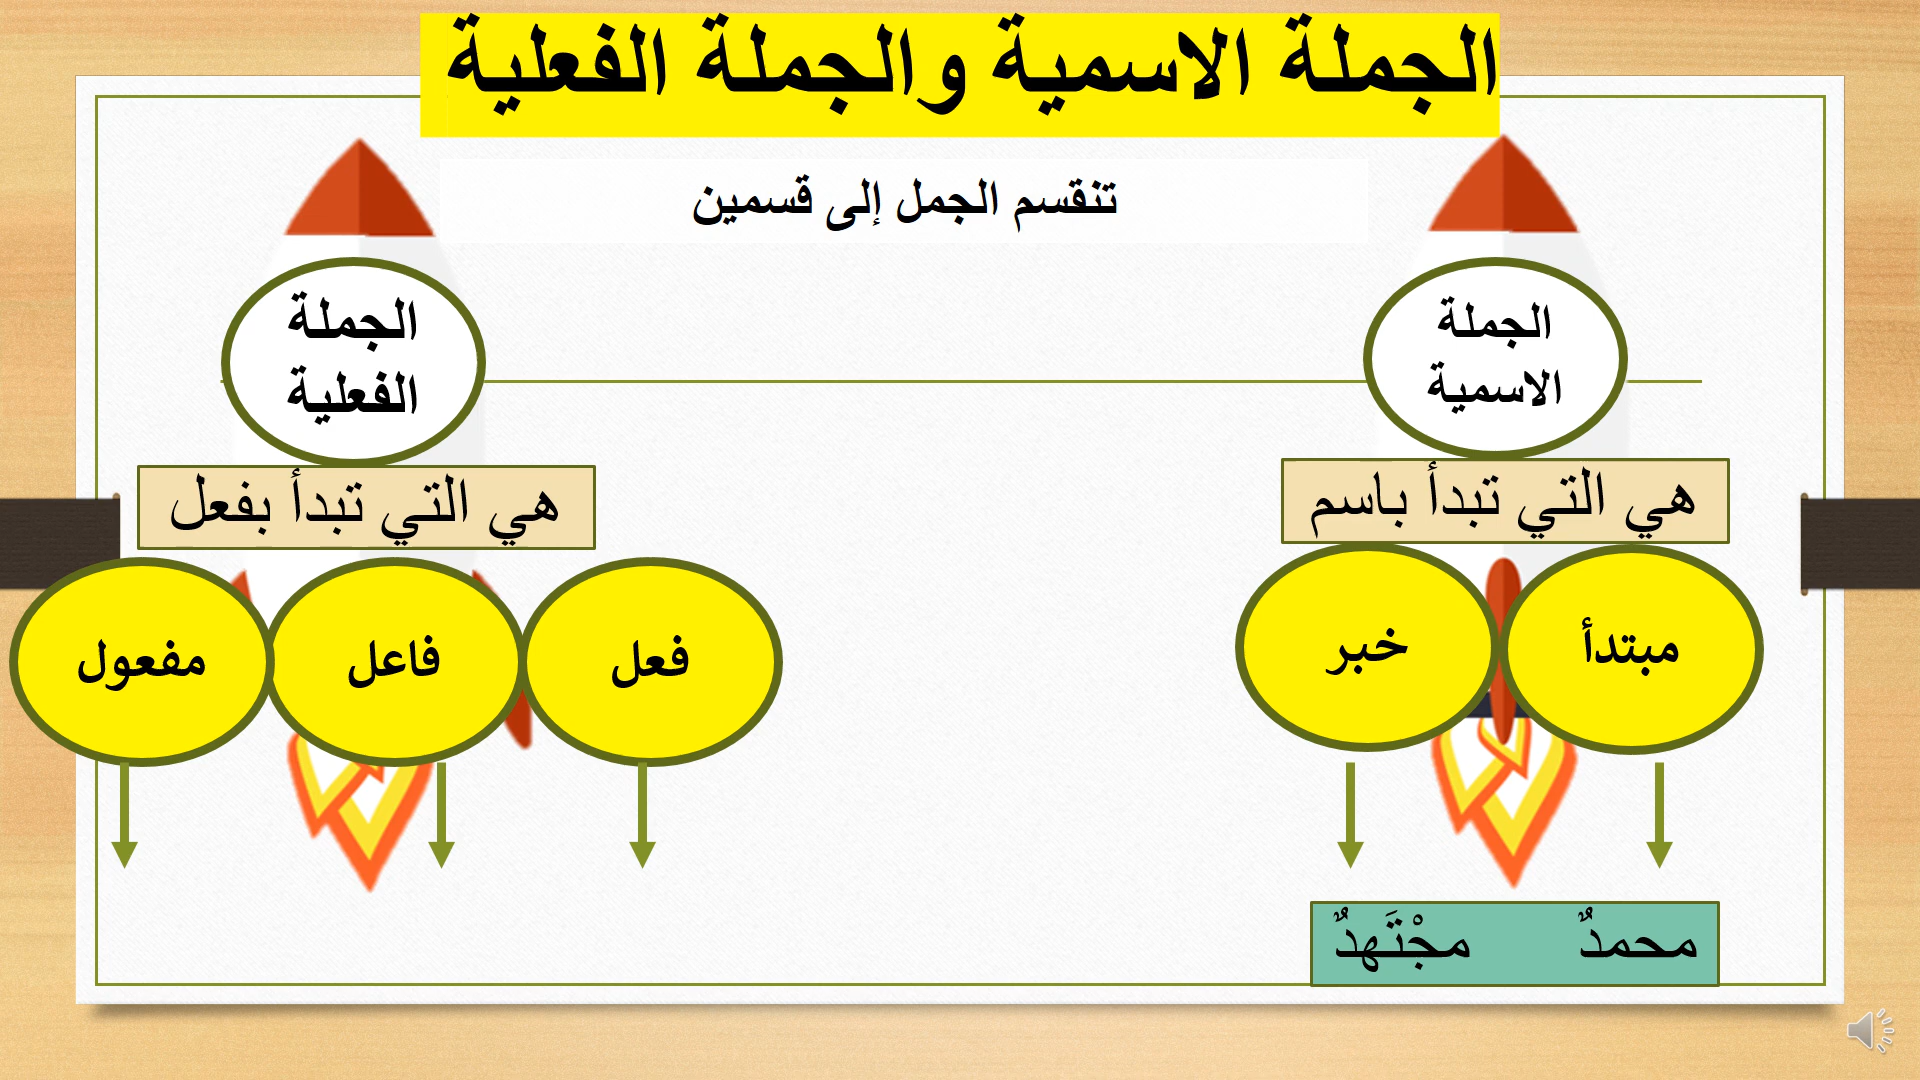 الجملة الاسمية والجملة الفعلية
تنقسم الجمل إلى قسمين
الجملة
الاسمية
هي التي تبدأ باسم
مبتدأ
خبر
محمدٌ مجْتَهدٌ
الجملة
الفعلية
هي التي تبدأ بفعل
فعل
فاعل
مفعول